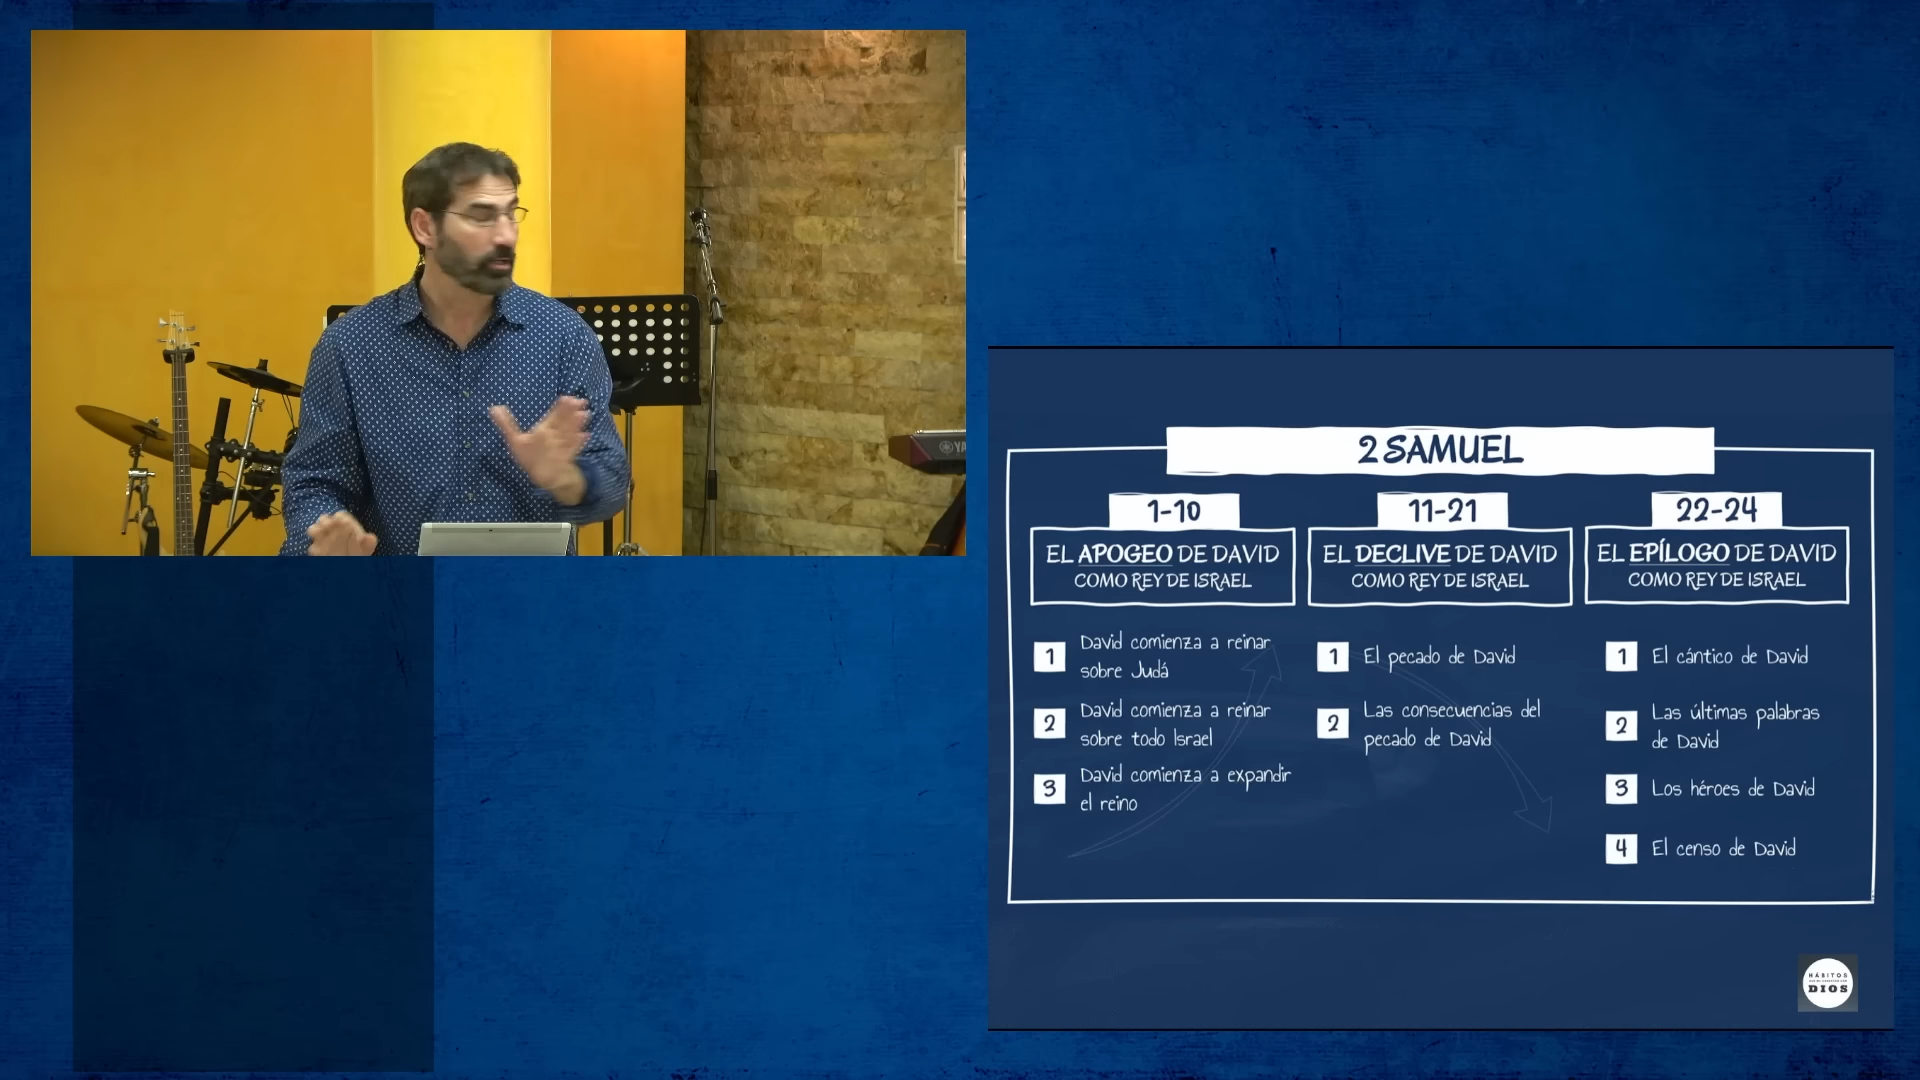 YA
2 SAMUEL
1-10
EL APOGEO DE DAVID
COMO REY DE ISRAEL
1
David comienza a reinar
sobre Judá
2
David comienza a reinar
sobre todo Israel
3
David comienza a expandir
el reino
11-21
EL DECLIVE DE DAVID
COMO REY DE ISRAEL
1
El pecado de David
2
Las consecuencias del
pecado de David
22-24
EL EPÍLOGO DE DAVID
COMO REY DE ISRAEL
1
El cántico de David
2
Las últimas palabras
de David
3
Los héroes de David
4
El censo de David
HÁBITOS
DIOS